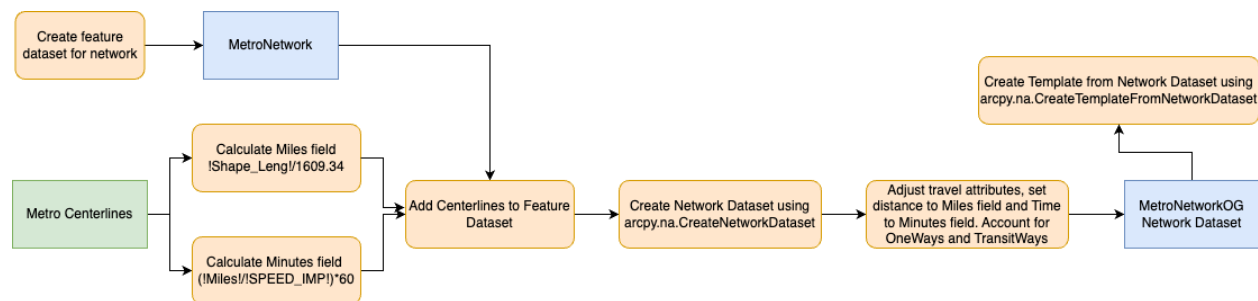 Create feature
dataset for network
MetroNetwork
Create Template from Network Dataset using
arcpy.na.CreateTemplateFromNetworkDataset
Calculate Miles field
!Shape_Leng!/1609.34
Metro Centerlines
Add Centerlines to Feature
Dataset
Create Network Dataset using
arcpy.na.CreateNetworkDataset
Adjust travel attributes, set
distance to Miles field and Time
to Minutes field. Account for
OneWays and TransitWays
MetroNetworkOG
Network Dataset
Calculate Minutes field
(!Miles!/!SPEED_IMP!)*60